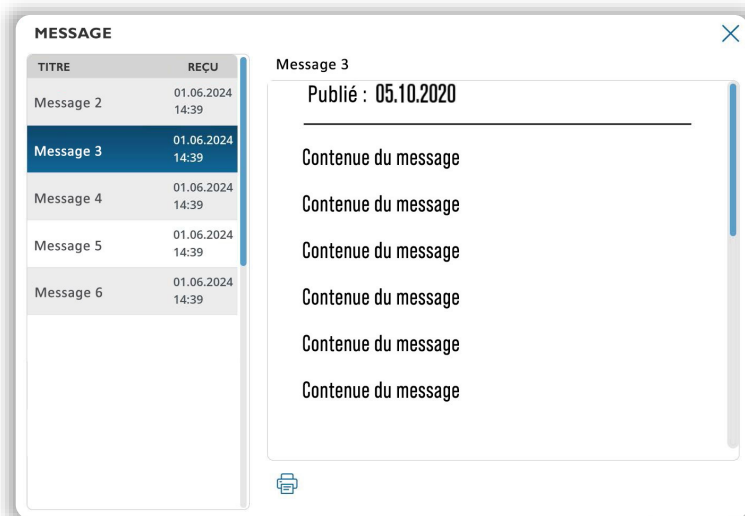 MESSAGE
TITRE REÇU
Message 2 01.06.2024 14:39
Message 3 01.06.2024 14:39
Message 4 01.06.2024 14:39
Message 5 01.06.2024 14:39
Message 6 01.06.2024 14:39
Message 3
Publié : 05.10.2020
Contenue du message
Contenue du message
Contenue du message
Contenue du message
Contenue du message
Contenue du message